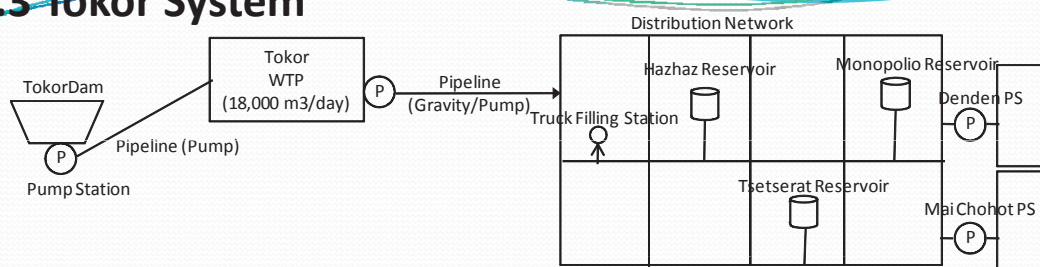 .3 Tokor System
Distribution Network
Tokor
WTP
(18,000 m3/day)
TokorDam
P
Pipeline (Pump)
Pump Station
P
Pipeline
(Gravity/Pump)
Truck Filling Station
Hazhaz Reservoir
Monopolio Reservoir
Denden PS
P
Tsetserat Reservoir
Mai Chohot PS
P